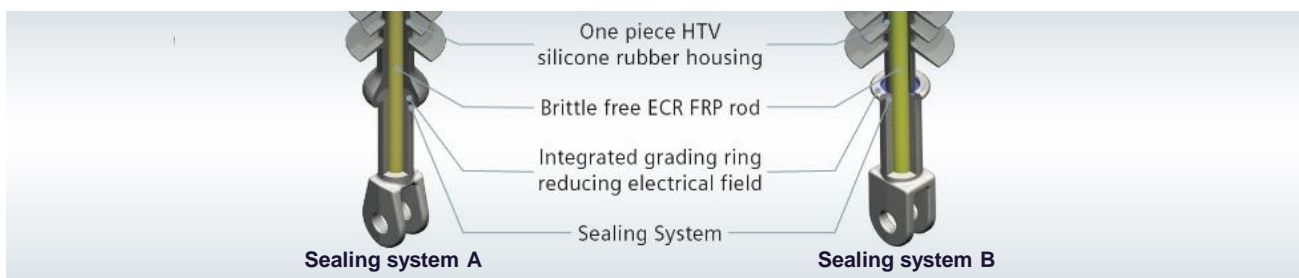 One piece HTV
silicone rubber housing
Brittle free ECR FRP rod
Integrated grading ring
reducing electrical field
Sealing System
Sealing system A
Sealing system B